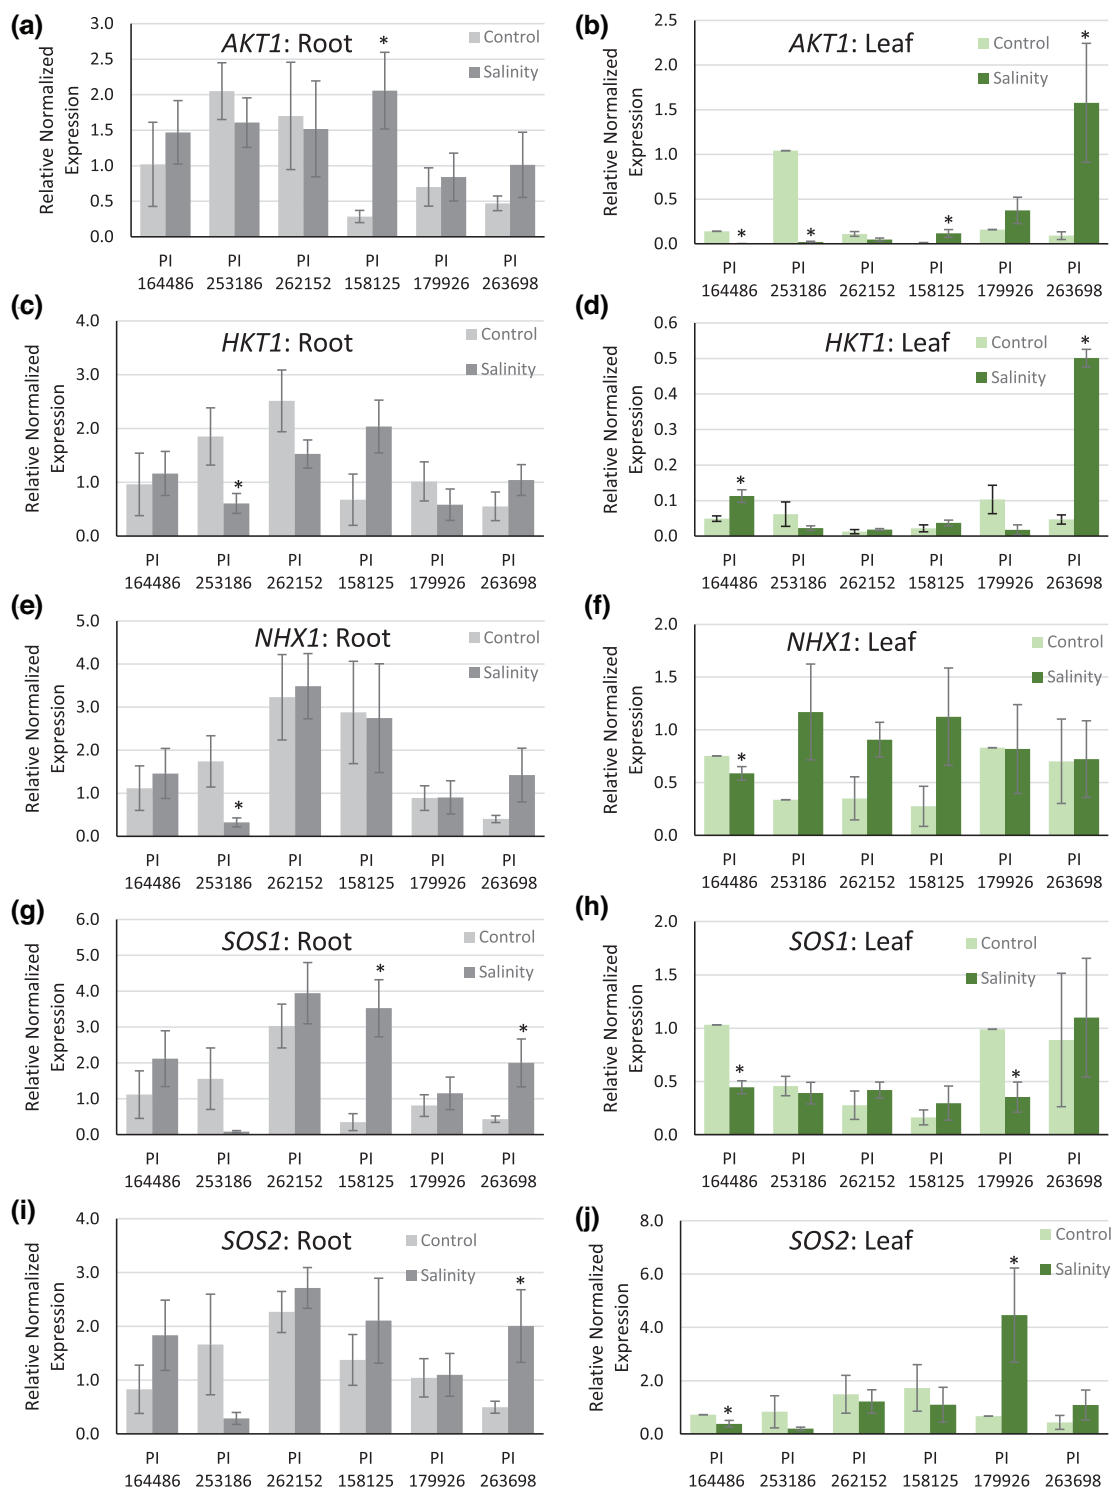 (a)
AKT1: Root
Control
Salinity
Relative Normalized
Expression
3.0
2.5
2.0
1.5
1.0
0.5
0.0
PI PI PI PI PI PI
164486 253186 262152 158125 179926 263698
*
(b)
AKT1: Leaf
Control
Salinity
Relative Normalized
Expression
2.5
2.0
1.5
1.0
0.5
0.0
PI PI PI PI PI PI
164486 253186 262152 158125 179926 263698
* * * *
(c)
HKT1: Root
Control
Salinity
Relative Normalized
Expression
4.0
3.0
2.0
1.0
0.0
PI PI PI PI PI PI
164486 253186 262152 158125 179926 263698
*
(d)
HKT1: Leaf
Control
Salinity
Relative Normalized
Expression
0.6
0.5
0.4
0.3
0.2
0.1
0.0
PI PI PI PI PI PI
164486 253186 262152 158125 179926 263698
* *
(e)
NHX1: Root
Control
Salinity
Relative Normalized
Expression
5.0
4.0
3.0
2.0
1.0
0.0
PI PI PI PI PI PI
164486 253186 262152 158125 179926 263698
*
(f)
NHX1: Leaf
Control
Salinity
Relative Normalized
Expression
2.0
1.5
1.0
0.5
0.0
PI PI PI PI PI PI
164486 253186 262152 158125 179926 263698
*
(g)
SOS1: Root
Control
Salinity
Relative Normalized
Expression
6.0
5.0
4.0
3.0
2.0
1.0
0.0
PI PI PI PI PI PI
164486 253186 262152 158125 179926 263698
* *
(h)
SOS1: Leaf
Control
Salinity
Relative Normalized
Expression
2.0
1.5
1.0
0.5
0.0
PI PI PI PI PI PI
164486 253186 262152 158125 179926 263698
* *
(i)
SOS2: Root
Control
Salinity
Relative Normalized
Expression
4.0
3.0
2.0
1.0
0.0
PI PI PI PI PI PI
164486 253186 262152 158125 179926 263698
*
(j)
SOS2: Leaf
Control
Salinity
Relative Normalized
Expression
8.0
6.0
4.0
2.0
0.0
PI PI PI PI PI PI
164486 253186 262152 158125 179926 263698
* *